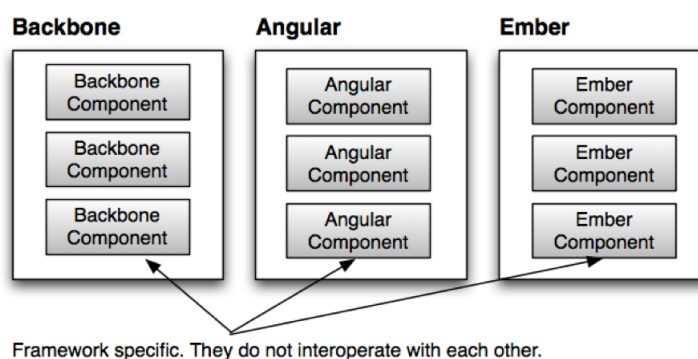 Backbone
Backbone
Component
Backbone
Component
Backbone
Component
Angular
Angular
Component
Angular
Component
Angular
Component
Ember
Ember
Component
Ember
Component
Ember
Component
Framework specific. They do not interoperate with each other.